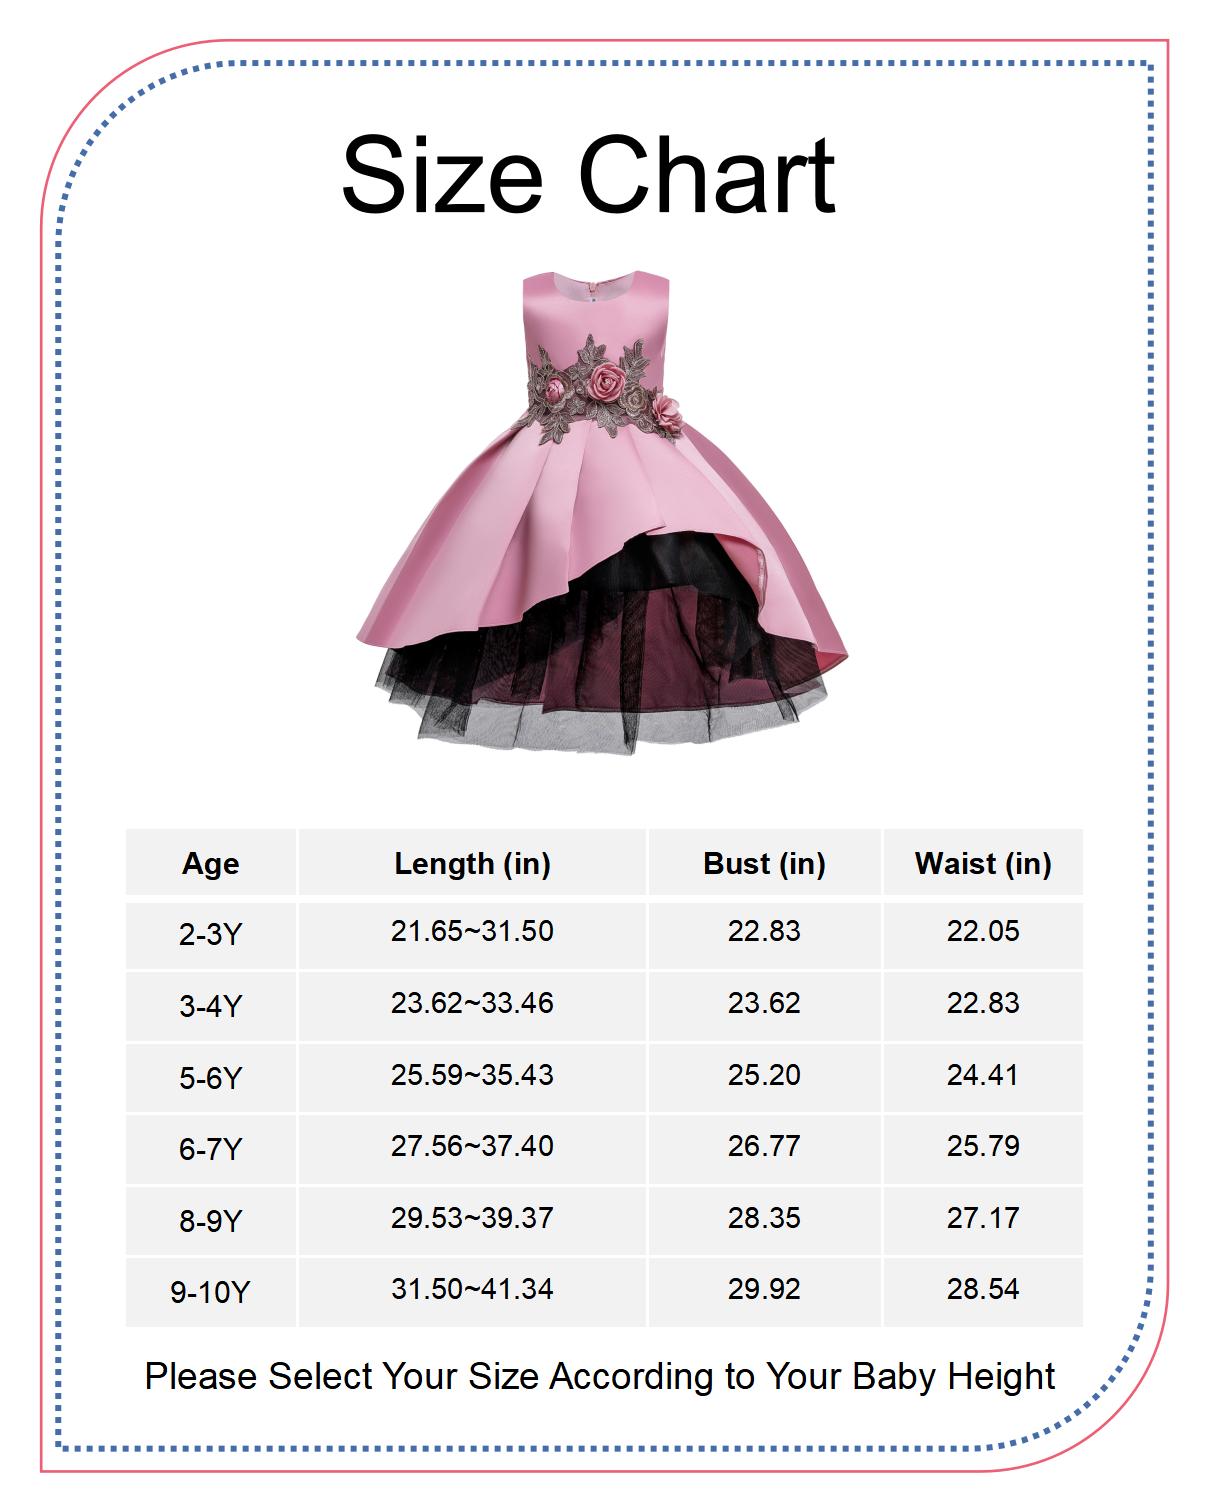 Size Chart
Age Length (in) Bust (in) Waist (in)
2-3Y 21.65~31.50 22.83 22.05
3-4Y 23.62~33.46 23.62 22.83
5-6Y 25.59~35.43 25.20 24.41
6-7Y 27.56~37.40 26.77 25.79
8-9Y 29.53~39.37 28.35 27.17
9-10Y 31.50~41.34 29.92 28.54
Please Select Your Size According to Your Baby Height